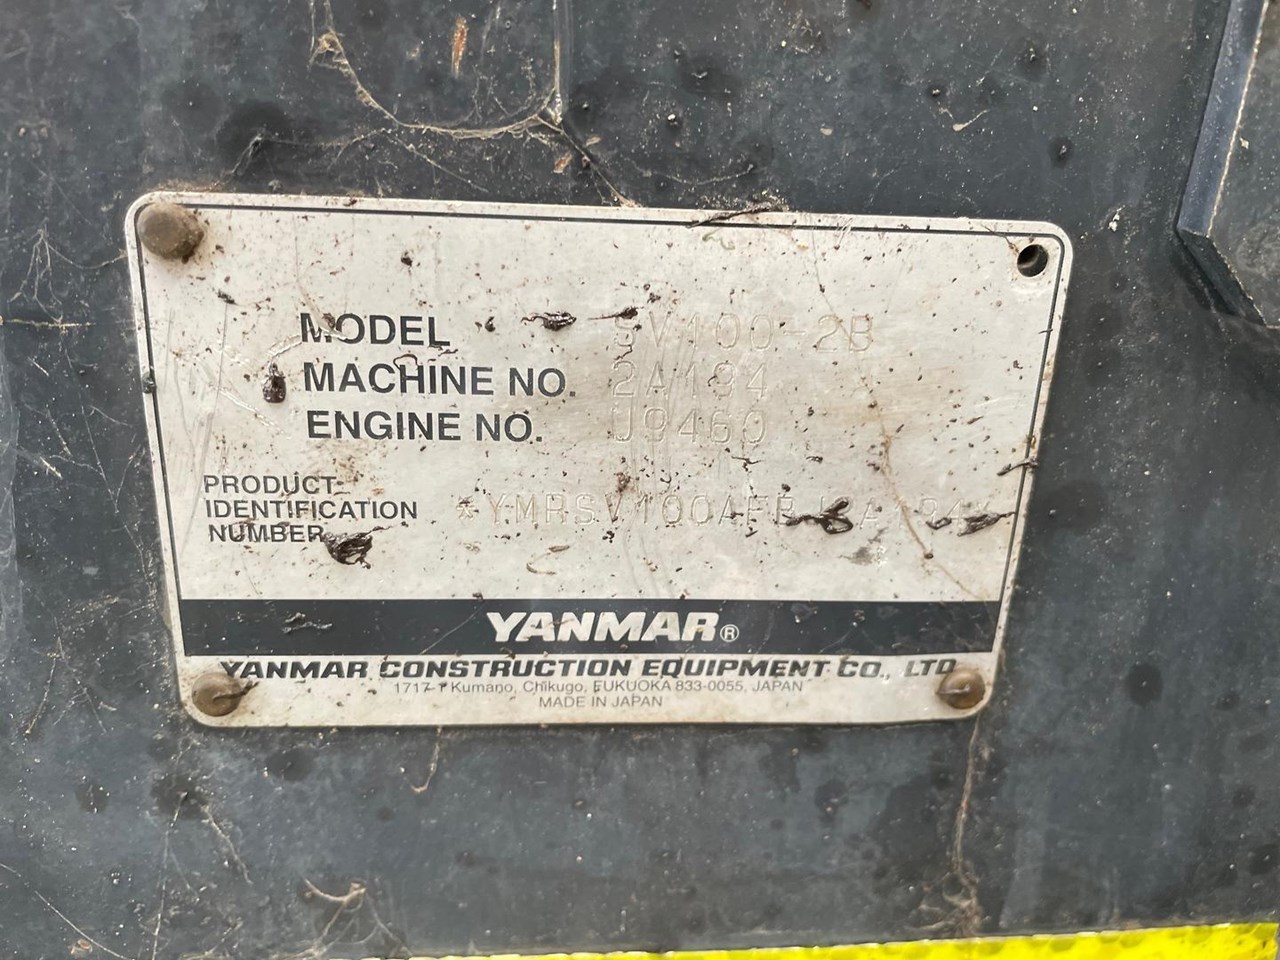 MODEL SV100-2B
MACHINE NO. 2A194
ENGINE NO. U9460
PRODUCT
IDENTIFICATION
NUMBER
YANMAR®
YANMAR CONSTRUCTION EQUIPMENT CO., LTD.
1717-1 Kumano, Chikugo, FUKUOKA 833-0055, JAPAN
MADE IN JAPAN